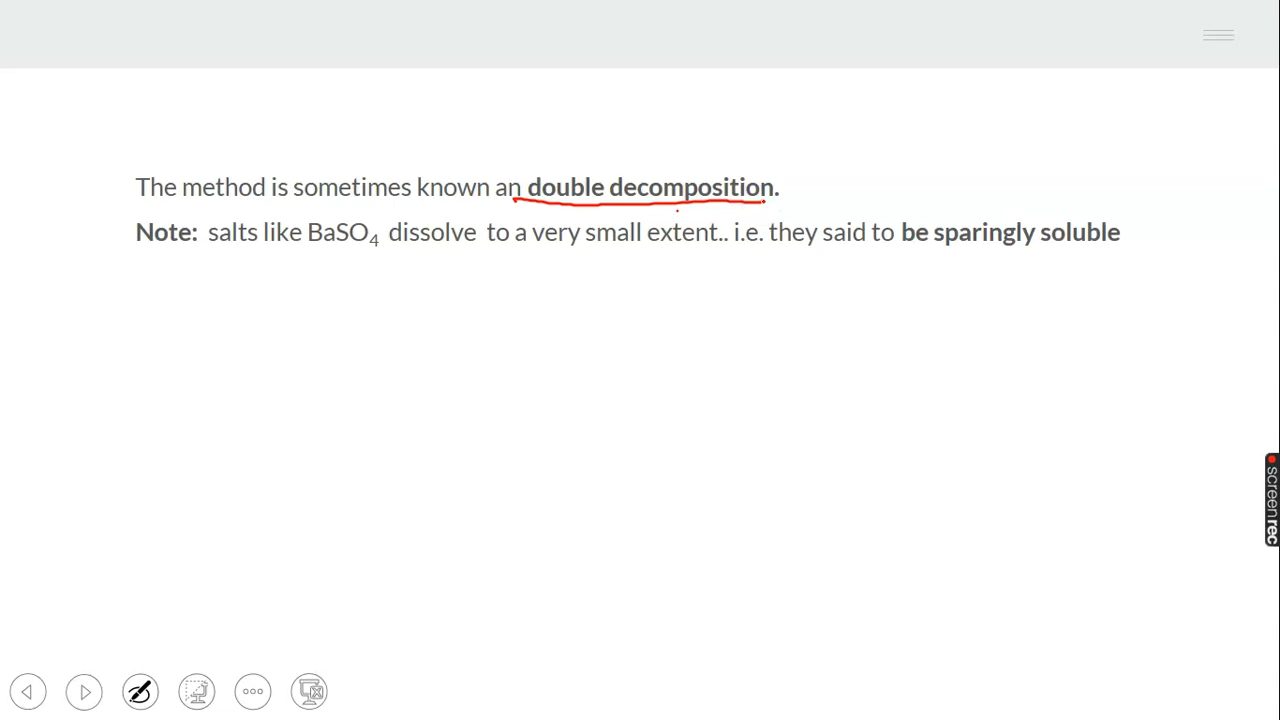 The method is sometimes known an double decomposition.
Note: salts like BaSO₄ dissolve to a very small extent.. i.e. they said to be sparingly soluble
screenrec